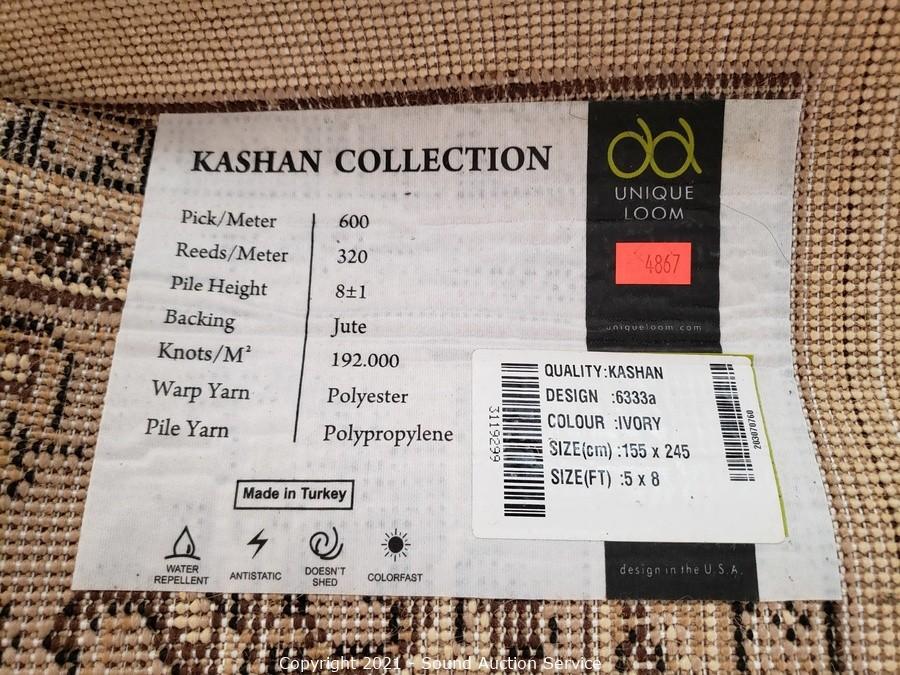 KASHAN COLLECTION
Pick/Meter 600
Reeds/Meter 320
Pile Height 8±1
Backing Jute
Knots/M² 192.000
Warp Yarn Polyester
Pile Yarn Polypropylene
Made in Turkey
WATER
REPELLENT
ANTISTATIC
DOESN'T
SHED
COLORFAST
UNIQUE
LOOM
4867
uniqueloom.com
3119299
QUALITY:KASHAN
DESIGN :6333a
COLOUR :IVORY
SIZE(cm) :155 x 245
SIZE(FT) :5 x 8
203070760
design in the U.S.A.
Copyright 2021 - Sound Auction Service